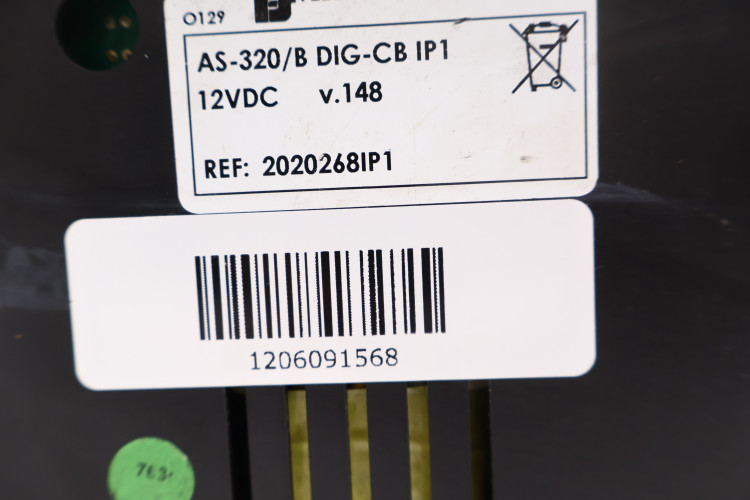 O129
AS-320/B DIG-CB IP1
12VDC v.148
REF: 2020268IP1
1206091568